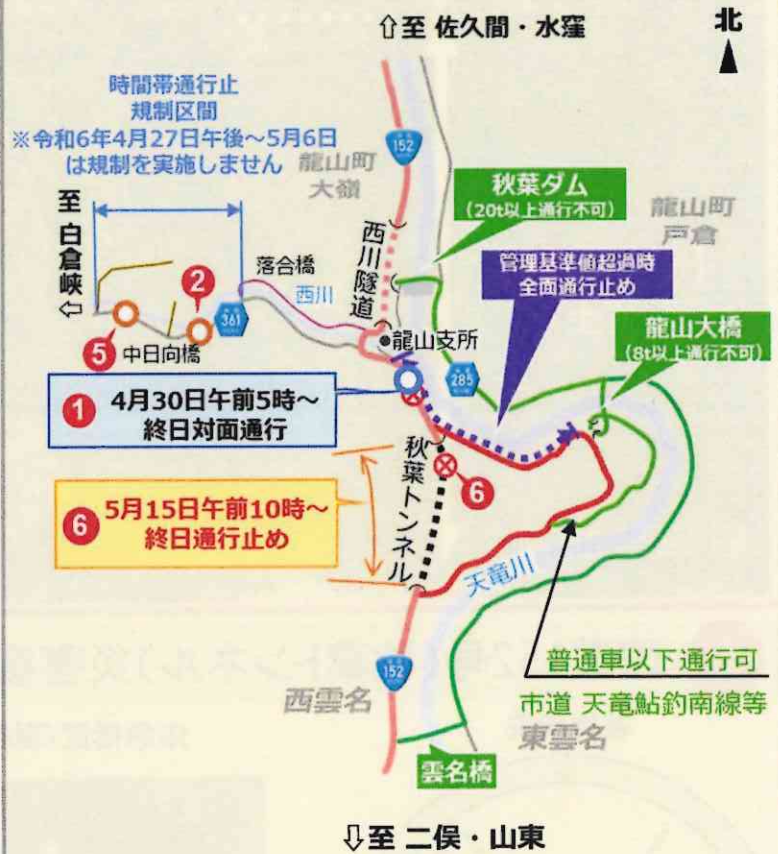 ⇧至 佐久間・水窪
北
時間帯通行止
規制区間
※令和6年4月27日午後～5月6日
は規制を実施しません
152
龍山町
大嶺
秋葉ダム
(20t以上通行不可)
龍山町
戸倉
至 白倉峡
⇦
西川隧道
管理基準値超過時
全面通行止め
落合橋
西川
2
361
5
中日向橋
龍山支所
龍山大橋
(8t以上通行不可)
285
1 4月30日午前5時～
終日対面通行
秋葉トンネル
6
6 5月15日午前10時～
終日通行止め
天竜川
普通車以下通行可
市道 天竜鮎釣南線等
152
西雲名
東雲名
雲名橋
⇩至 二俣・山東